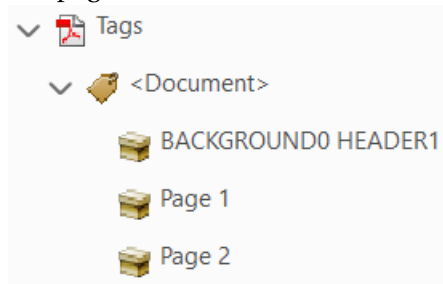 Tags
<Document>
BACKGROUND0 HEADER1
Page 1
Page 2